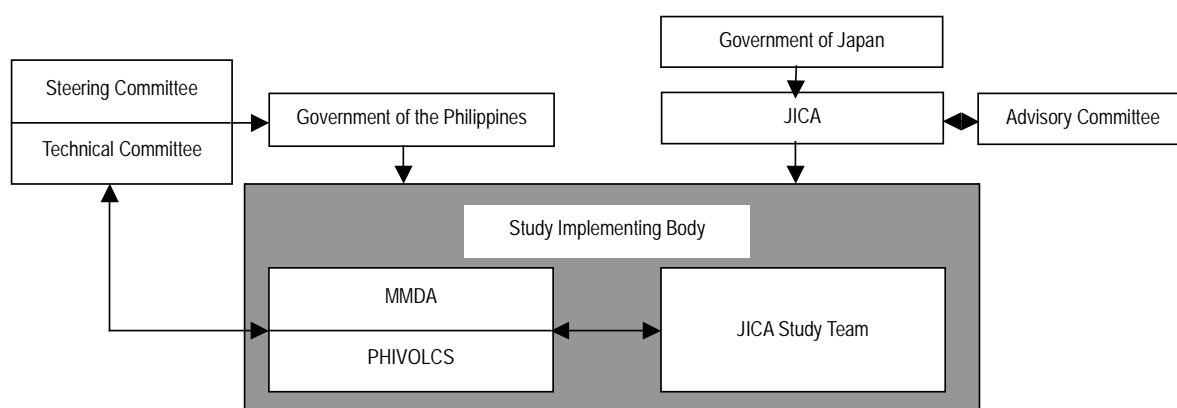 Government of Japan
Steering Committee
Technical Committee
Government of the Philippines
JICA
Advisory Committee
Study Implementing Body
MMDA
PHIVOLCS
JICA Study Team